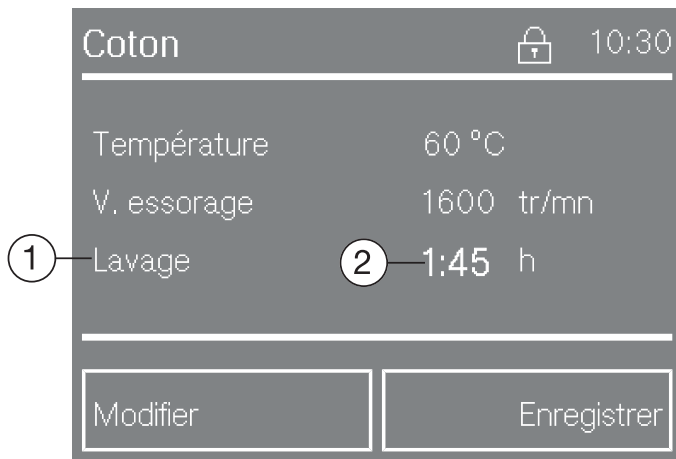 Coton 10:30
Température 60 °C
V. essorage 1600 tr/mn
1 Lavage 2 1:45 h
Modifier Enregistrer